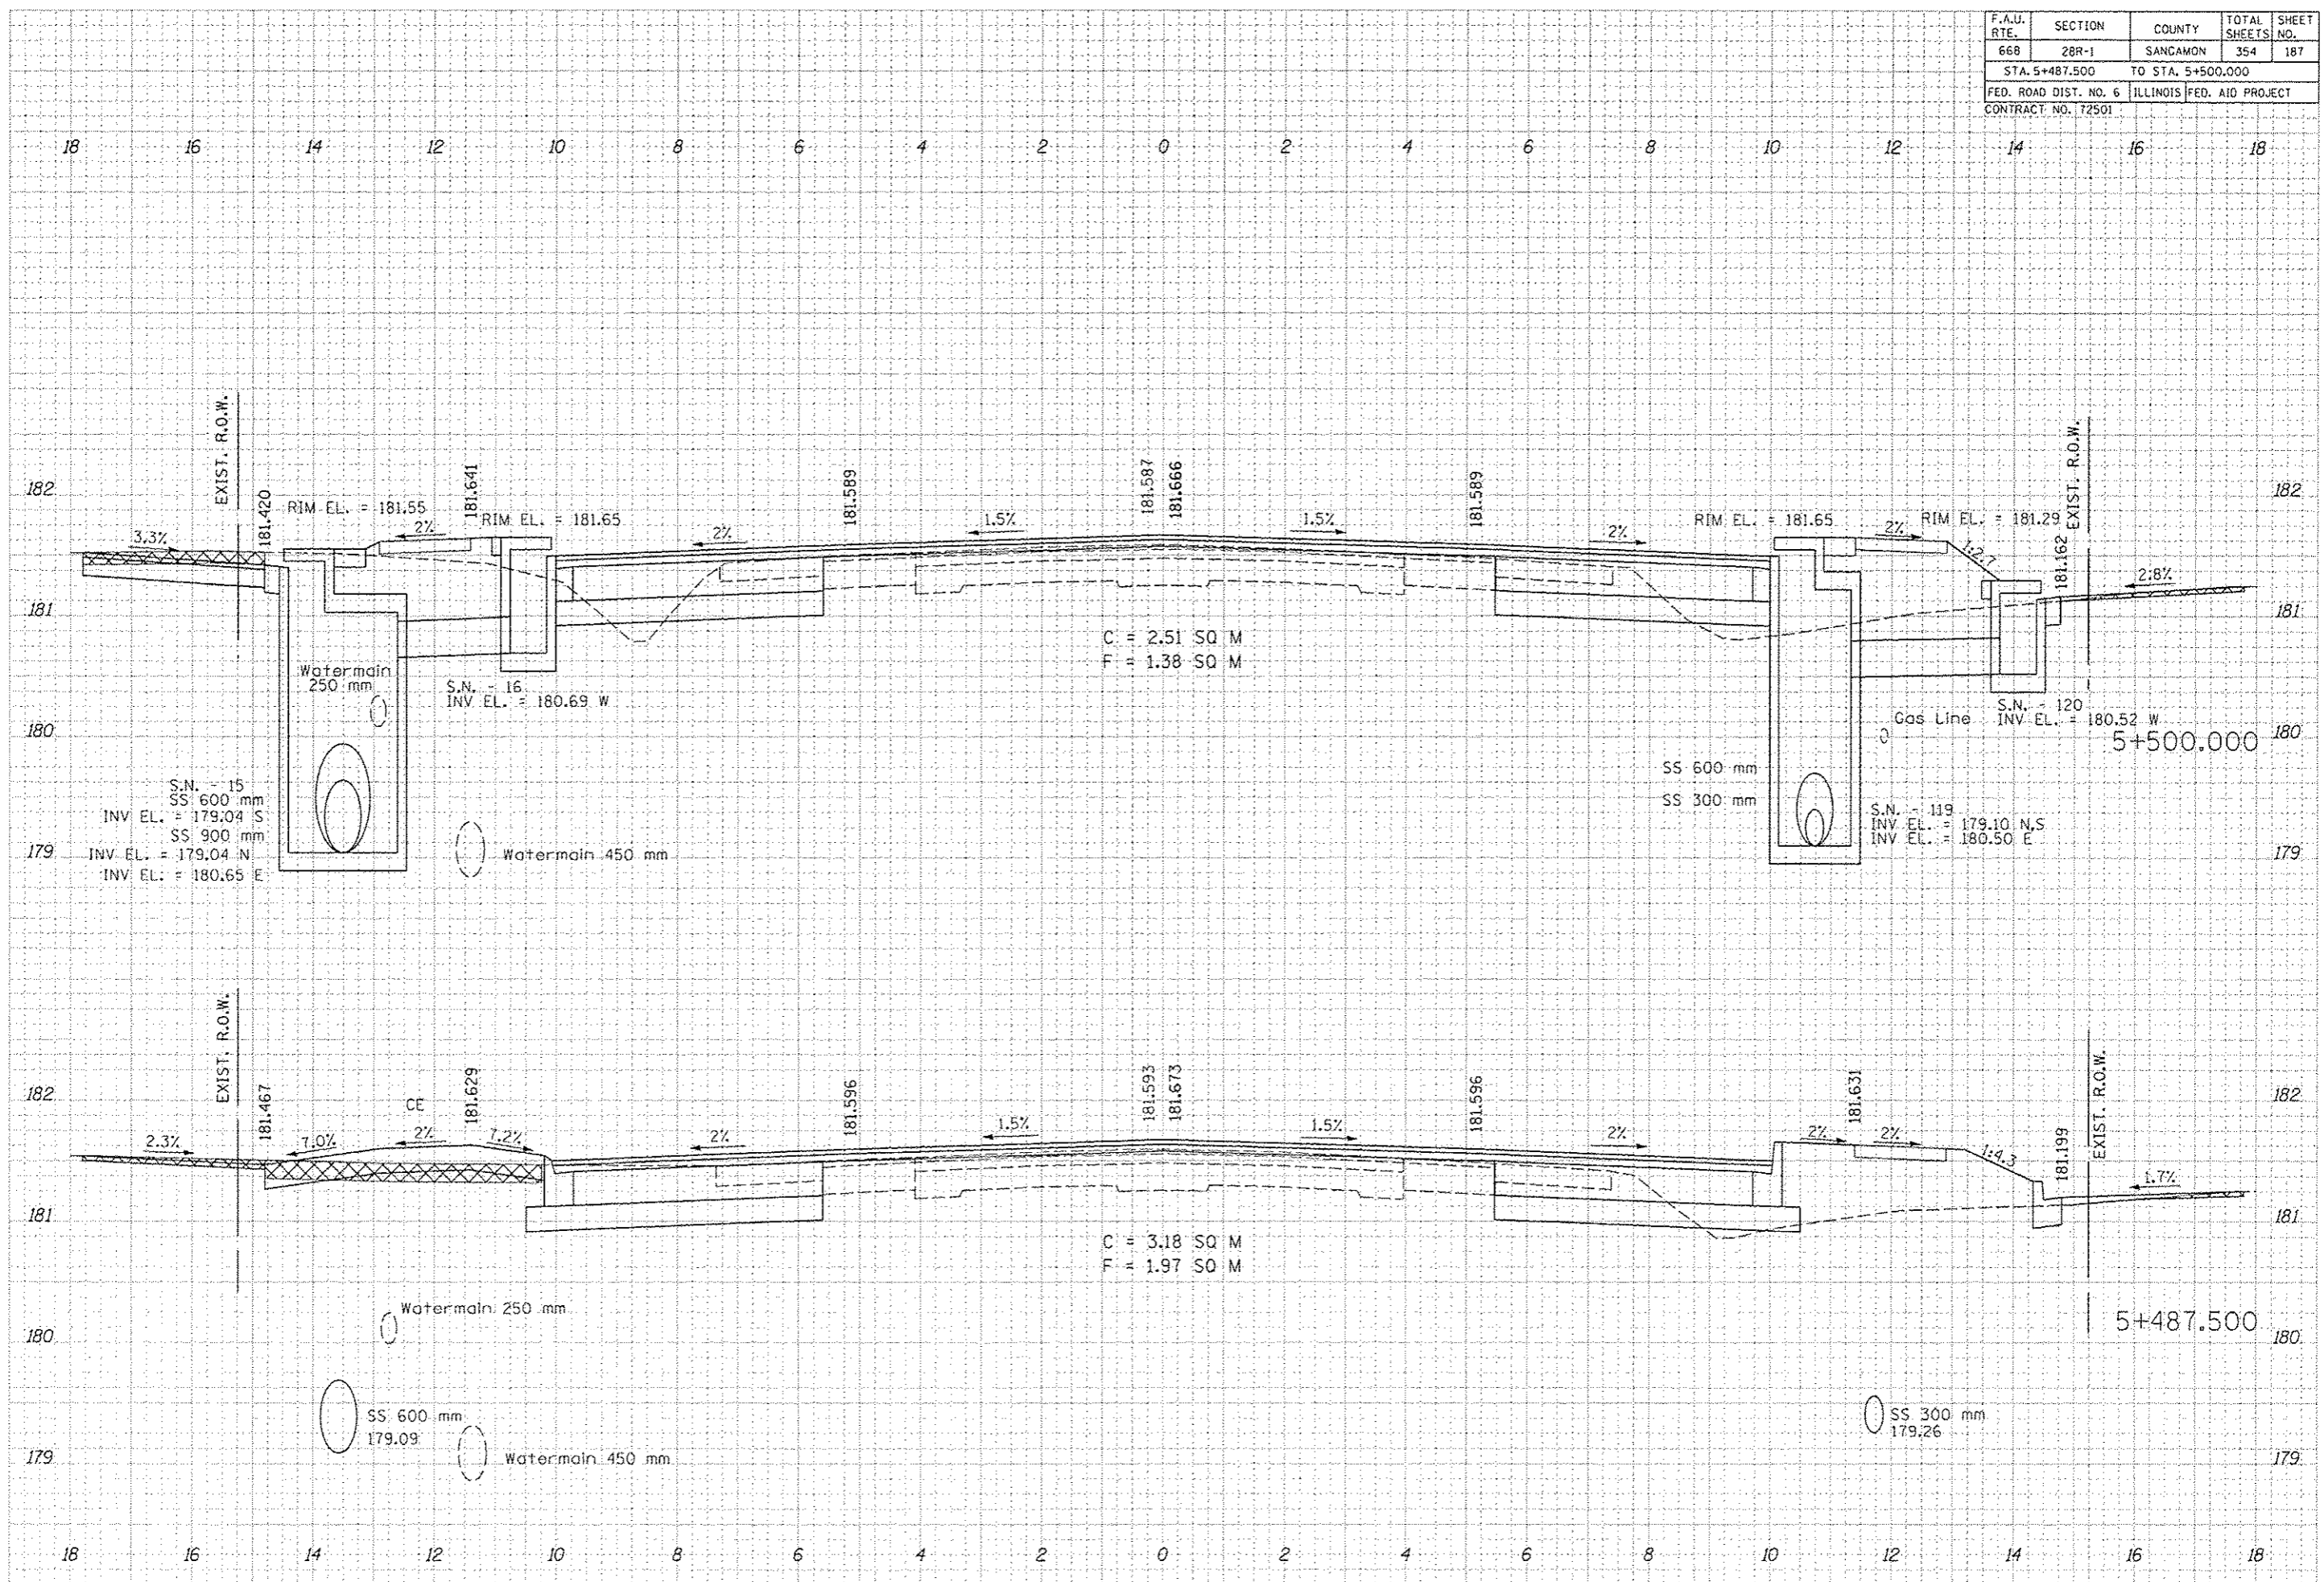 F.A.U. RTE. SECTION COUNTY TOTAL SHEETS SHEET NO.
668 28R-1 SANGAMON 354 187
STA. 5+487.500 TO STA. 5+500.000
FED. ROAD DIST. NO. 6 ILLINOIS FED. AID PROJECT
CONTRACT NO. 72501
18 16 14 12 10 8 6 4 2 0 2 4 6 8 10 12 14 16 18
EXIST. R.O.W.
181.420
RIM EL. = 181.55
181.641
RIM EL. = 181.65
181.589
181.587
181.666
181.589
RIM EL. = 181.65
RIM EL. = 181.29
181.162
EXIST. R.O.W.
182 182
3.3% 2% 2% 1.5% 1.5% 2% 2% 1:2.7 2.8%
181 181
C = 2.51 SQ M
F = 1.38 SQ M
Watermain
250 mm
S.N. - 16
INV EL. = 180.69 W
S.N. - 120
INV EL. = 180.52 W
Gas Line
180 180
5+500.000
S.N. - 15
SS 600 mm
INV EL. = 179.04 S
SS 900 mm
INV EL. = 179.04 N
INV EL. = 180.65 E
Watermain 450 mm
SS 600 mm
SS 300 mm
S.N. - 119
INV EL. = 179.10 N,S
INV EL. = 180.50 E
179 179
EXIST. R.O.W.
181.467
CE
181.629
181.596
181.593
181.673
181.596
181.631
181.199
EXIST. R.O.W.
182 182
2.3% 7.0% 2% 7.2% 2% 1.5% 1.5% 2% 2% 2% 1:4.3 1.7%
181 181
C = 3.18 SQ M
F = 1.97 SQ M
Watermain 250 mm
5+487.500
180 180
SS 600 mm
179.09
Watermain 450 mm
SS 300 mm
179.26
179 179
18 16 14 12 10 8 6 4 2 0 2 4 6 8 10 12 14 16 18